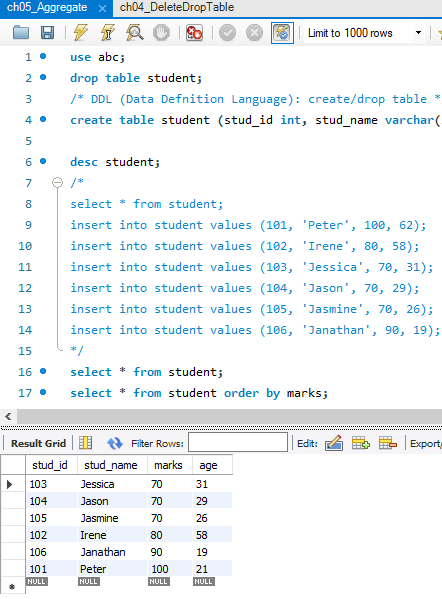 ch05_Aggregate × ch04_DeleteDropTable
Limit to 1000 rows
1 use abc;
2 drop table student;
3 /* DDL (Data Defnition Language): create/drop table *
4 create table student (stud_id int, stud_name varchar(
5
6 desc student;
7 /*
8 select * from student;
9 insert into student values (101, 'Peter', 100, 62);
10 insert into student values (102, 'Irene', 80, 58);
11 insert into student values (103, 'Jessica', 70, 31);
12 insert into student values (104, 'Jason', 70, 29);
13 insert into student values (105, 'Jasmine', 70, 26);
14 insert into student values (106, 'Janathan', 90, 19);
15 */
16 select * from student;
17 select * from student order by marks;
Result Grid Filter Rows: Edit: Export/
stud_id stud_name marks age
103 Jessica 70 31
104 Jason 70 29
105 Jasmine 70 26
102 Irene 80 58
106 Janathan 90 19
101 Peter 100 21
NULL NULL NULL NULL